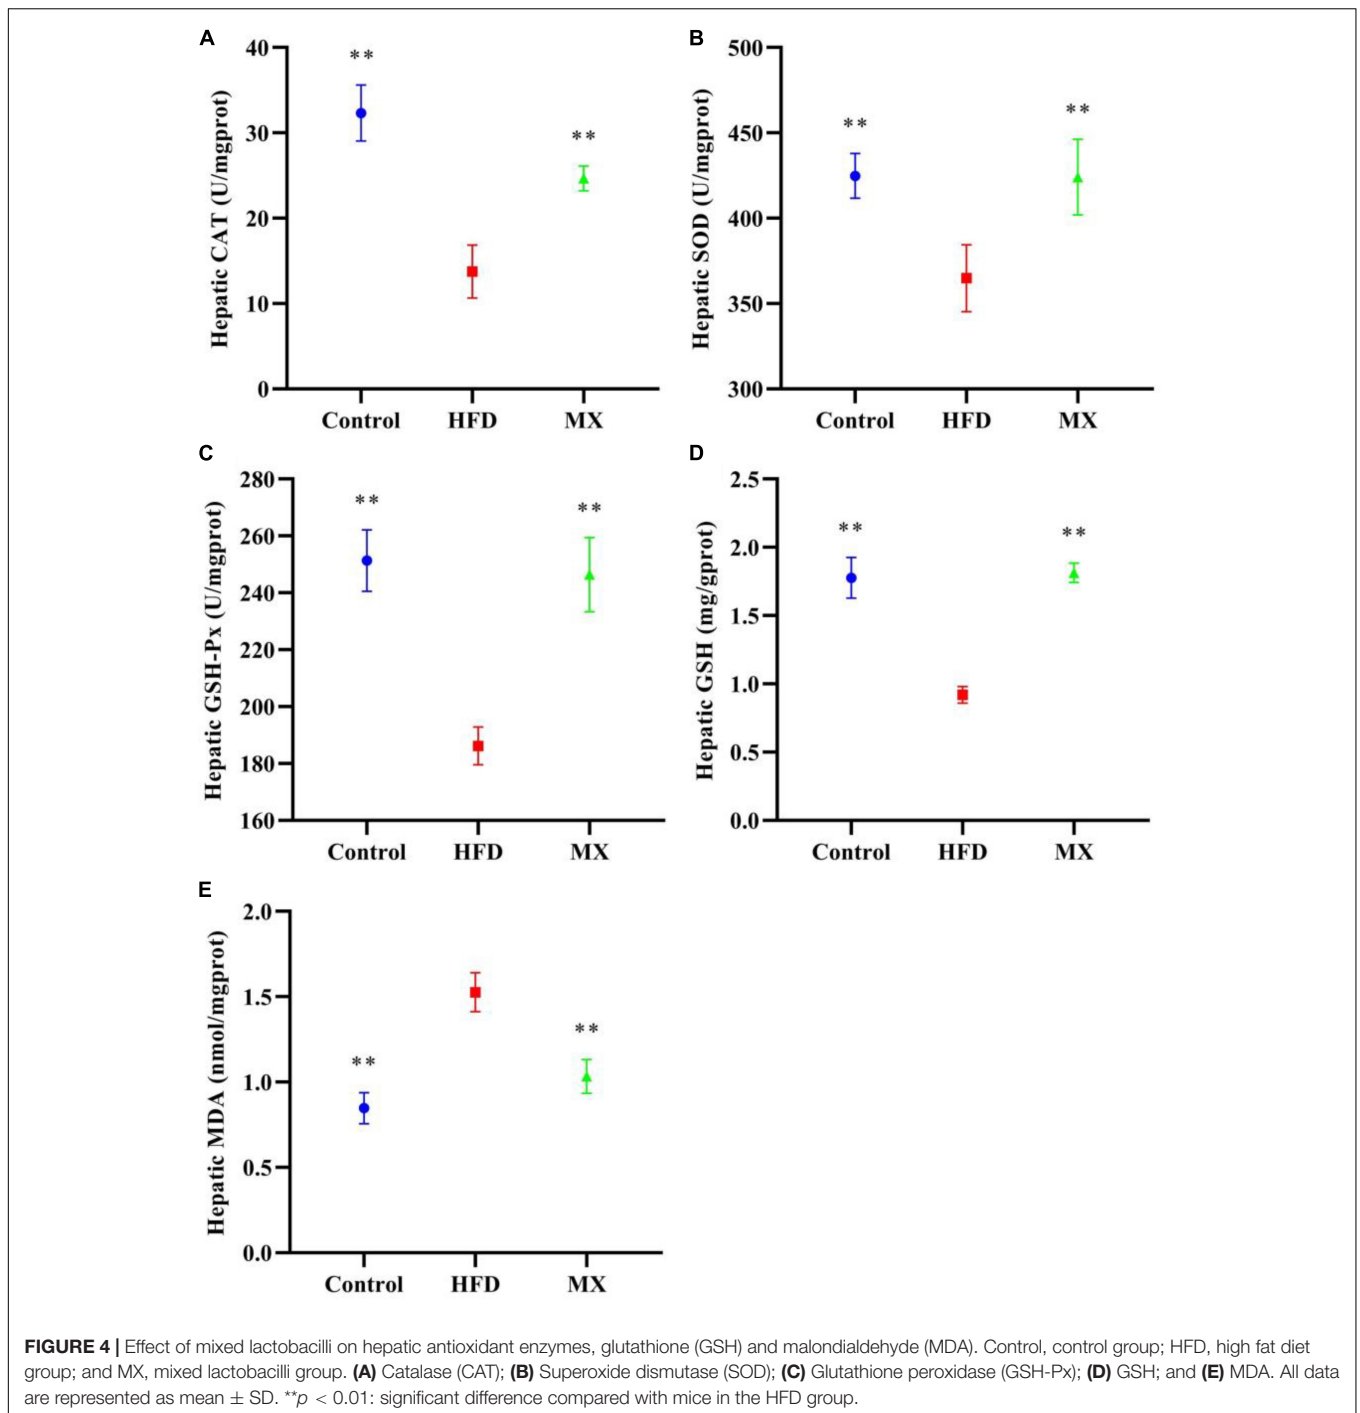 A
Hepatic CAT (U/mgprot)
40
30
20
10
0
**
**
Control HFD MX
B
Hepatic SOD (U/mgprot)
500
450
400
350
300
**
**
Control HFD MX
C
Hepatic GSH-Px (U/mgprot)
280
260
240
220
200
180
160
**
**
Control HFD MX
D
Hepatic GSH (mg/gprot)
2.5
2.0
1.5
1.0
0.5
0.0
**
**
Control HFD MX
E
Hepatic MDA (nmol/mgprot)
2.0
1.5
1.0
0.5
0.0
**
**
Control HFD MX
FIGURE 4 | Effect of mixed lactobacilli on hepatic antioxidant enzymes, glutathione (GSH) and malondialdehyde (MDA). Control, control group; HFD, high fat diet
group; and MX, mixed lactobacilli group. (A) Catalase (CAT); (B) Superoxide dismutase (SOD); (C) Glutathione peroxidase (GSH-Px); (D) GSH; and (E) MDA. All data
are represented as mean ± SD. **p < 0.01: significant difference compared with mice in the HFD group.